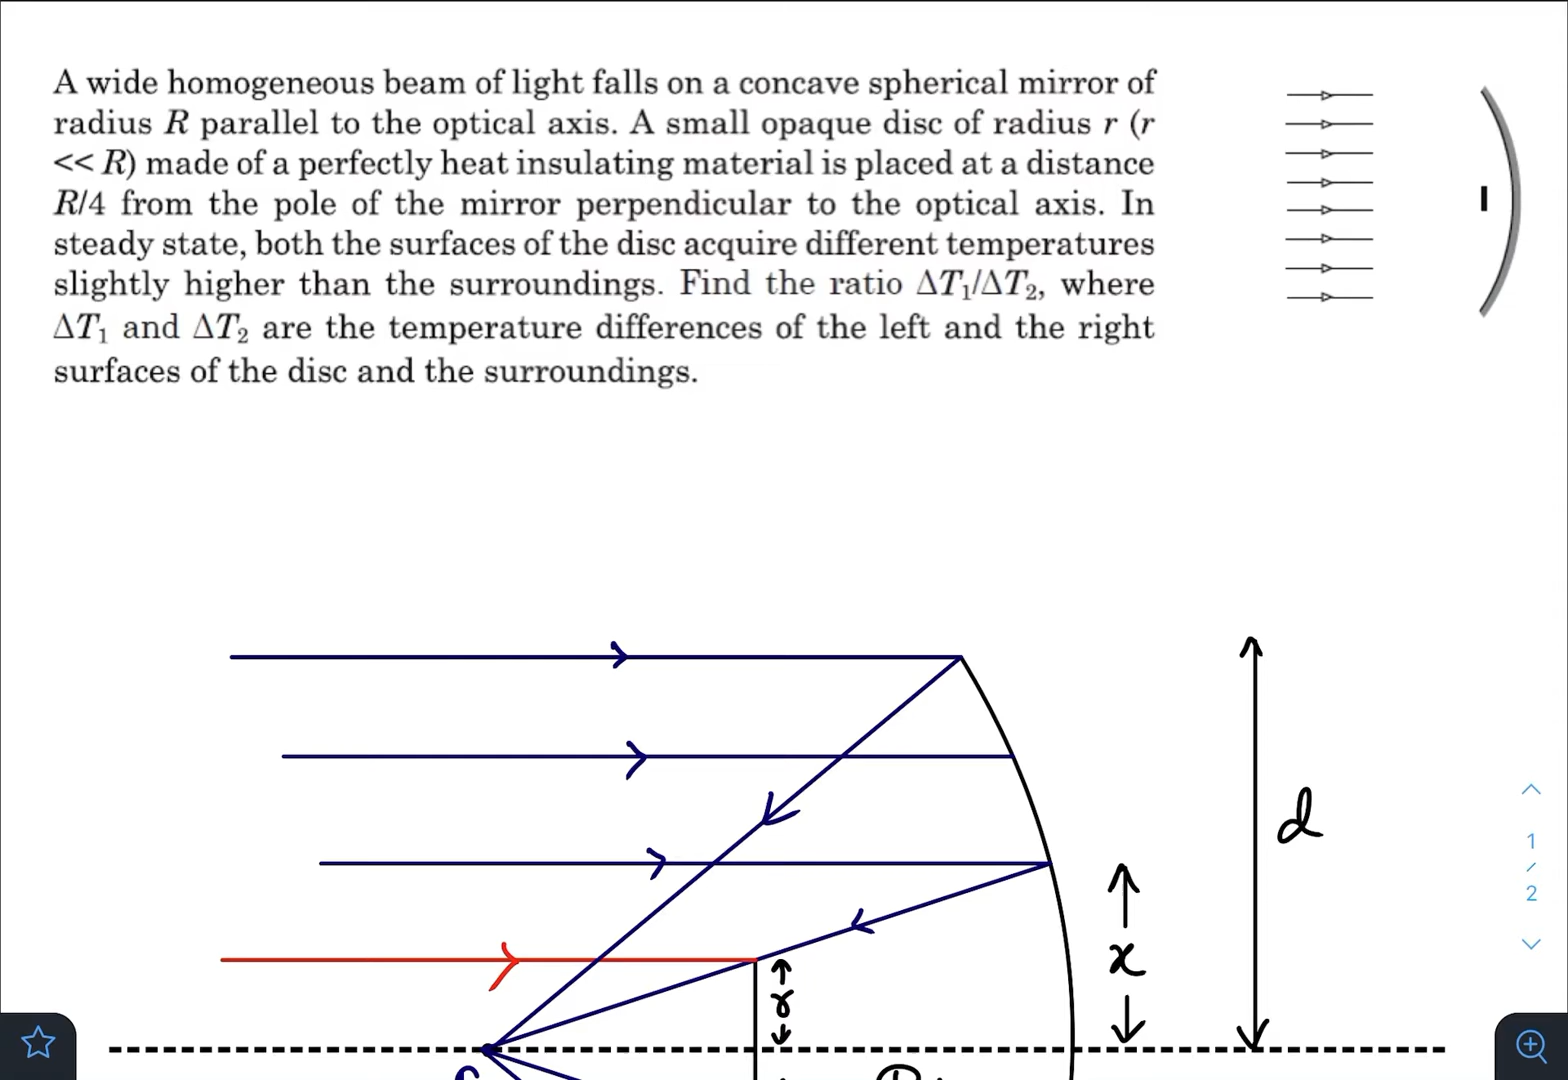 A wide homogeneous beam of light falls on a concave spherical mirror of
radius R parallel to the optical axis. A small opaque disc of radius r (r
<< R) made of a perfectly heat insulating material is placed at a distance
R/4 from the pole of the mirror perpendicular to the optical axis. In
steady state, both the surfaces of the disc acquire different temperatures
slightly higher than the surroundings. Find the ratio ΔT₁/ΔT₂, where
ΔT₁ and ΔT₂ are the temperature differences of the left and the right
surfaces of the disc and the surroundings.
d
x
r
1
/
2